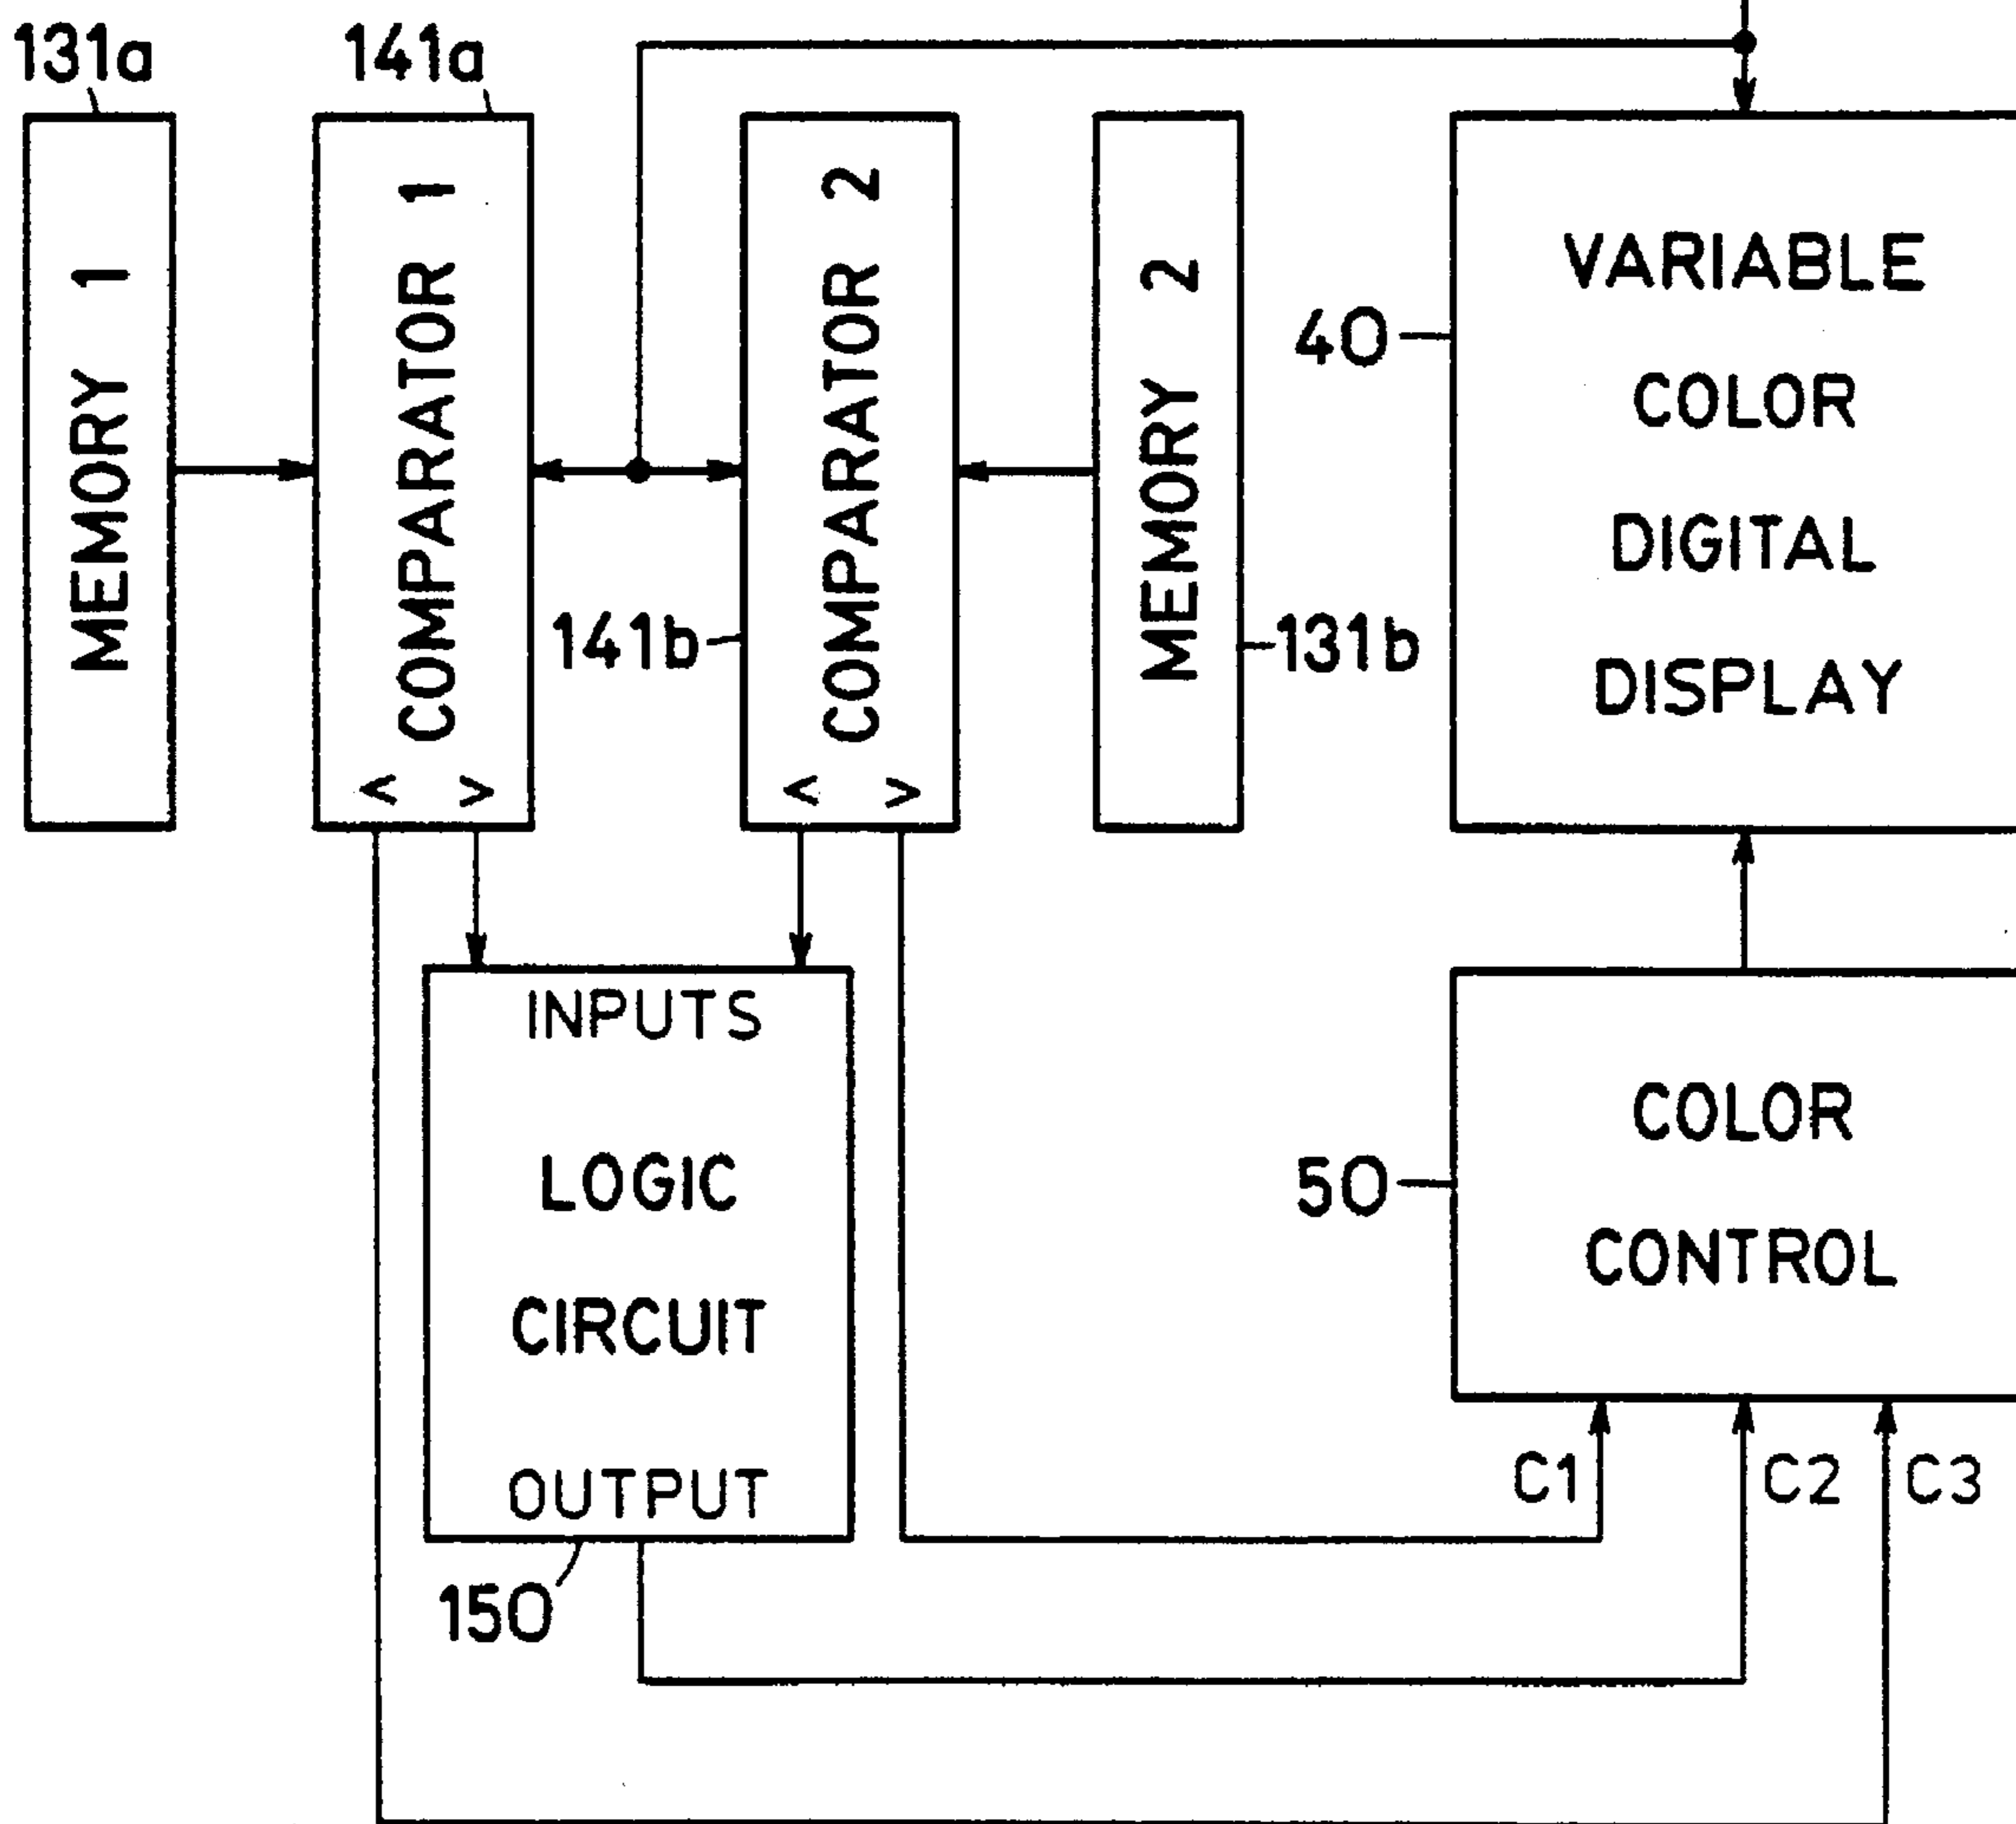 131a
141a
MEMORY 1
COMPARATOR 1
< >
COMPARATOR 2
< >
MEMORY 2
141b
131b
40
VARIABLE
COLOR
DIGITAL
DISPLAY
INPUTS
LOGIC
CIRCUIT
OUTPUT
150
50
COLOR
CONTROL
C1
C2
C3